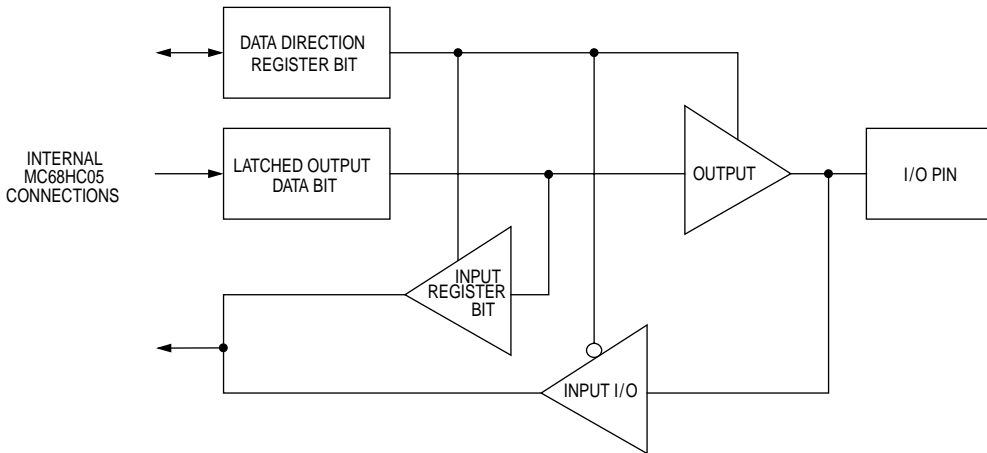 DATA DIRECTION
REGISTER BIT
INTERNAL
MC68HC05
CONNECTIONS
LATCHED OUTPUT
DATA BIT
OUTPUT
I/O PIN
INPUT
REGISTER
BIT
INPUT I/O